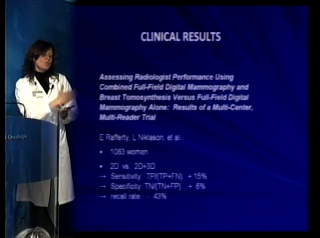 CLINICAL RESULTS
Assessing Radiologist Performance Using
Combined Full-Field Digital Mammography and
Breast Tomosynthesis Versus Full-Field Digital
Mammography Alone: Results of a Multi-Center,
Multi-Reader Trial
E Rafferty, L Niklason, et al.
• 1083 women
• 2D vs. 2D+3D
→ Sensitivity TP/(TP+FN) + 15%
→ Specificity TN/(TN+FP) + 6%
→ recall rate - 43%